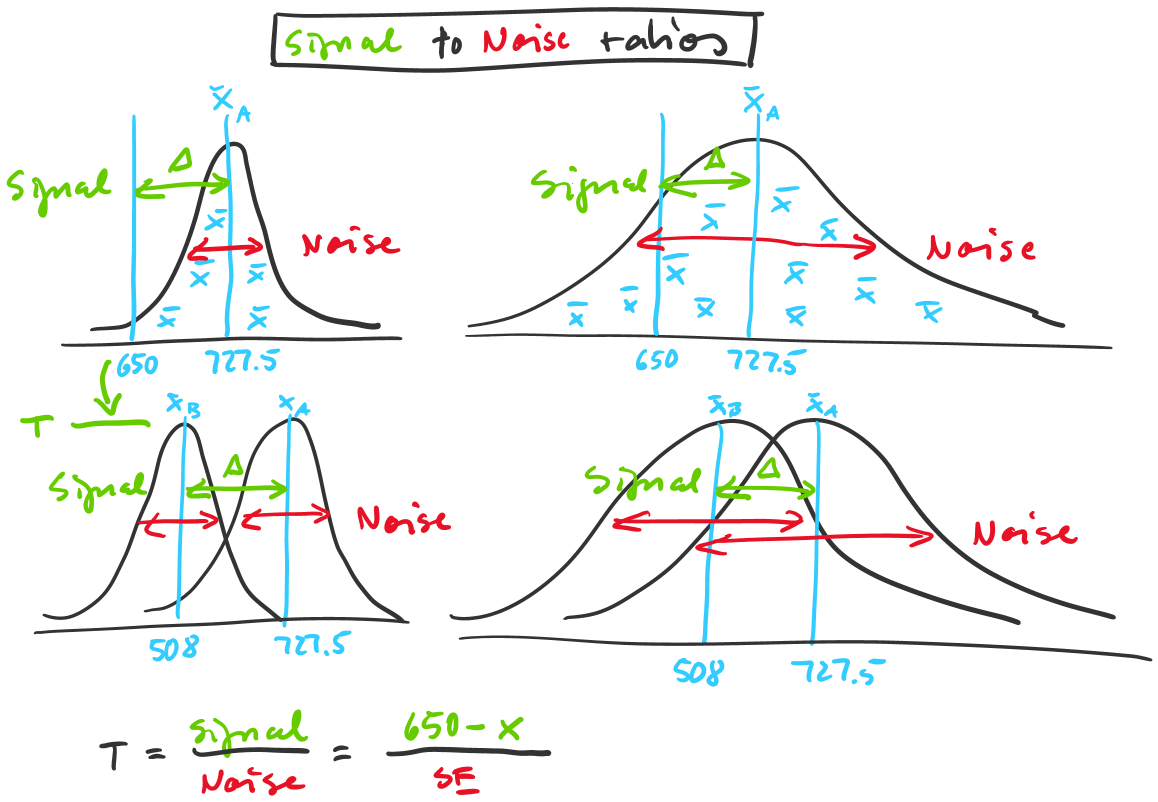 Signal to Noise ratios
x̄A
x̄A
Signal
Δ
Noise
x̄
x̄
x̄
x̄
x̄
650
727.5
Signal
Δ
Noise
x̄
x̄
x̄
x̄
x̄
x̄
x̄
x̄
x̄
x̄
x̄
650
727.5
T
x̄B
xA
Signal
Δ
Noise
508
727.5
x̄B
x̄A
Signal
Δ
Noise
508
727.5
T = Signal / Noise = 650 - x / SE